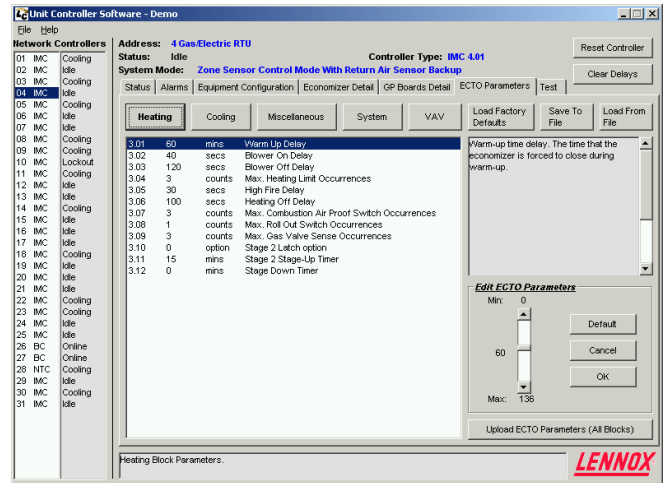 Unit Controller Software - Demo
File Help
Network Controllers
01 IMC Cooling
02 IMC Idle
03 IMC Cooling
04 IMC Idle
05 IMC Cooling
06 IMC Idle
07 IMC Idle
08 IMC Cooling
09 IMC Cooling
10 IMC Lockout
11 IMC Cooling
12 IMC Idle
13 IMC Idle
14 IMC Cooling
15 IMC Idle
16 IMC Idle
17 IMC Idle
18 IMC Cooling
19 IMC Idle
20 IMC Idle
21 IMC Idle
22 IMC Cooling
23 IMC Cooling
24 IMC Idle
25 IMC Idle
26 BC Online
27 BC Online
28 NTC Cooling
29 IMC Idle
30 IMC Cooling
31 IMC Idle
Address: 4 Gas/Electric RTU
Status: Idle Controller Type: IMC 4.01
System Mode: Zone Sensor Control Mode With Return Air Sensor Backup
Reset Controller
Clear Delays
Status Alarms Equipment Configuration Economizer Detail GP Boards Detail ECTO Parameters Test
Heating Cooling Miscellaneous System VAV
Load Factory Defaults
Save To File
Load From File
3.01 60 mins Warm Up Delay
3.02 40 secs Blower On Delay
3.03 120 secs Blower Off Delay
3.04 3 counts Max. Heating Limit Occurrences
3.05 30 secs High Fire Delay
3.06 100 secs Heating Off Delay
3.07 3 counts Max. Combustion Air Proof Switch Occurrences
3.08 1 counts Max. Roll Out Switch Occurrences
3.09 3 counts Max. Gas Valve Sense Occurrences
3.10 0 option Stage 2 Latch option
3.11 15 mins Stage 2 Stage-Up Timer
3.12 0 mins Stage Down Timer
Warm-up time delay. The time that the
economizer is forced to close during
warm-up.
Edit ECTO Parameters
Min: 0
60
Max: 136
Default
Cancel
OK
Upload ECTO Parameters (All Blocks)
Heating Block Parameters.
LENNOX